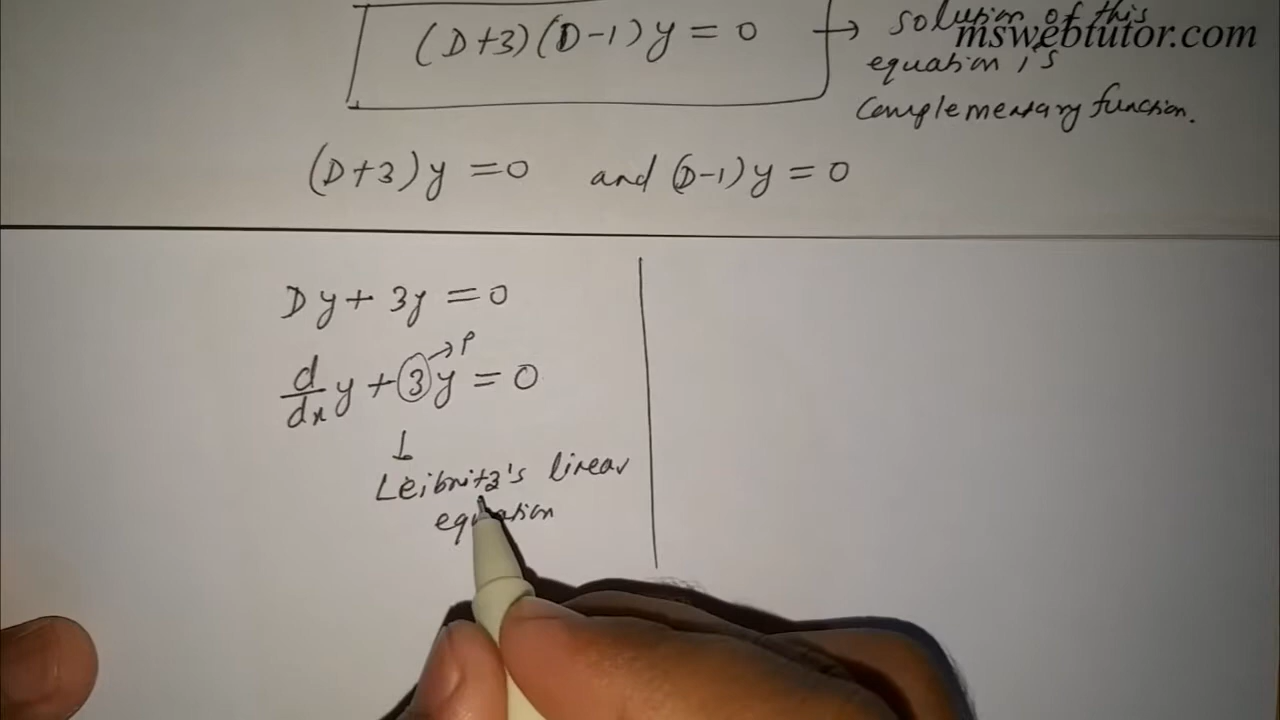 (D+3)(D-1)y = 0 → solution of this
mswebtutor.com
equation is
Complementary function.
(D+3)y = 0 and (D-1)y = 0
Dy + 3y = 0
d/dx y + 3y = 0 → P
↓
Leibnitz's linear
equation